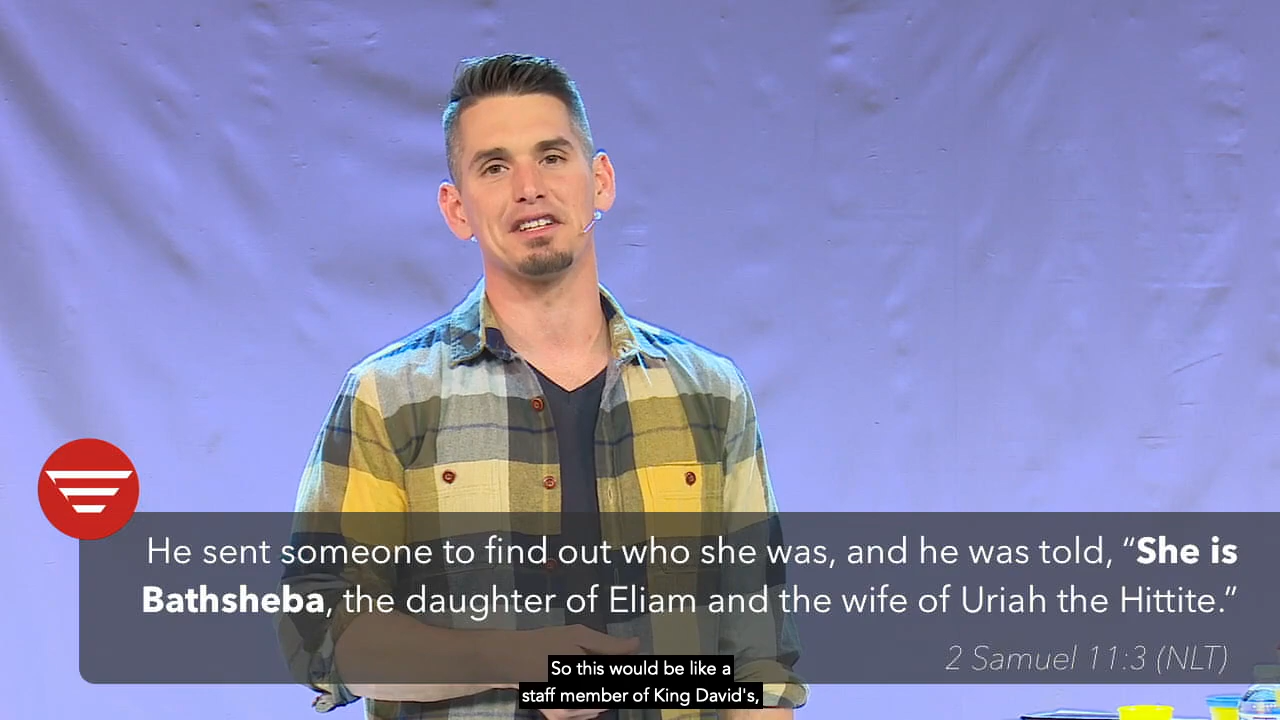 He sent someone to find out who she was, and he was told, “She is
Bathsheba, the daughter of Eliam and the wife of Uriah the Hittite.”
2 Samuel 11:3 (NLT)
So this would be like a
staff member of King David's,